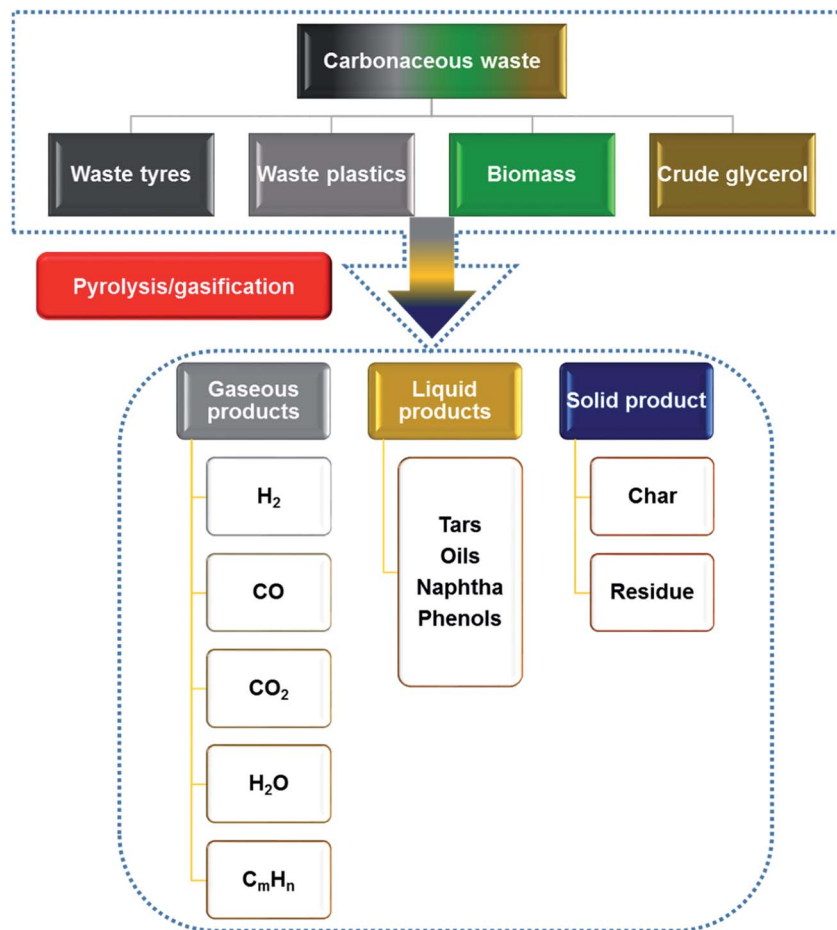 Carbonaceous waste
Waste tyres
Waste plastics
Biomass
Crude glycerol
Pyrolysis/gasification
Gaseous
products
H₂
CO
CO₂
H₂O
CₘHₙ
Liquid
products
Tars
Oils
Naphtha
Phenols
Solid product
Char
Residue